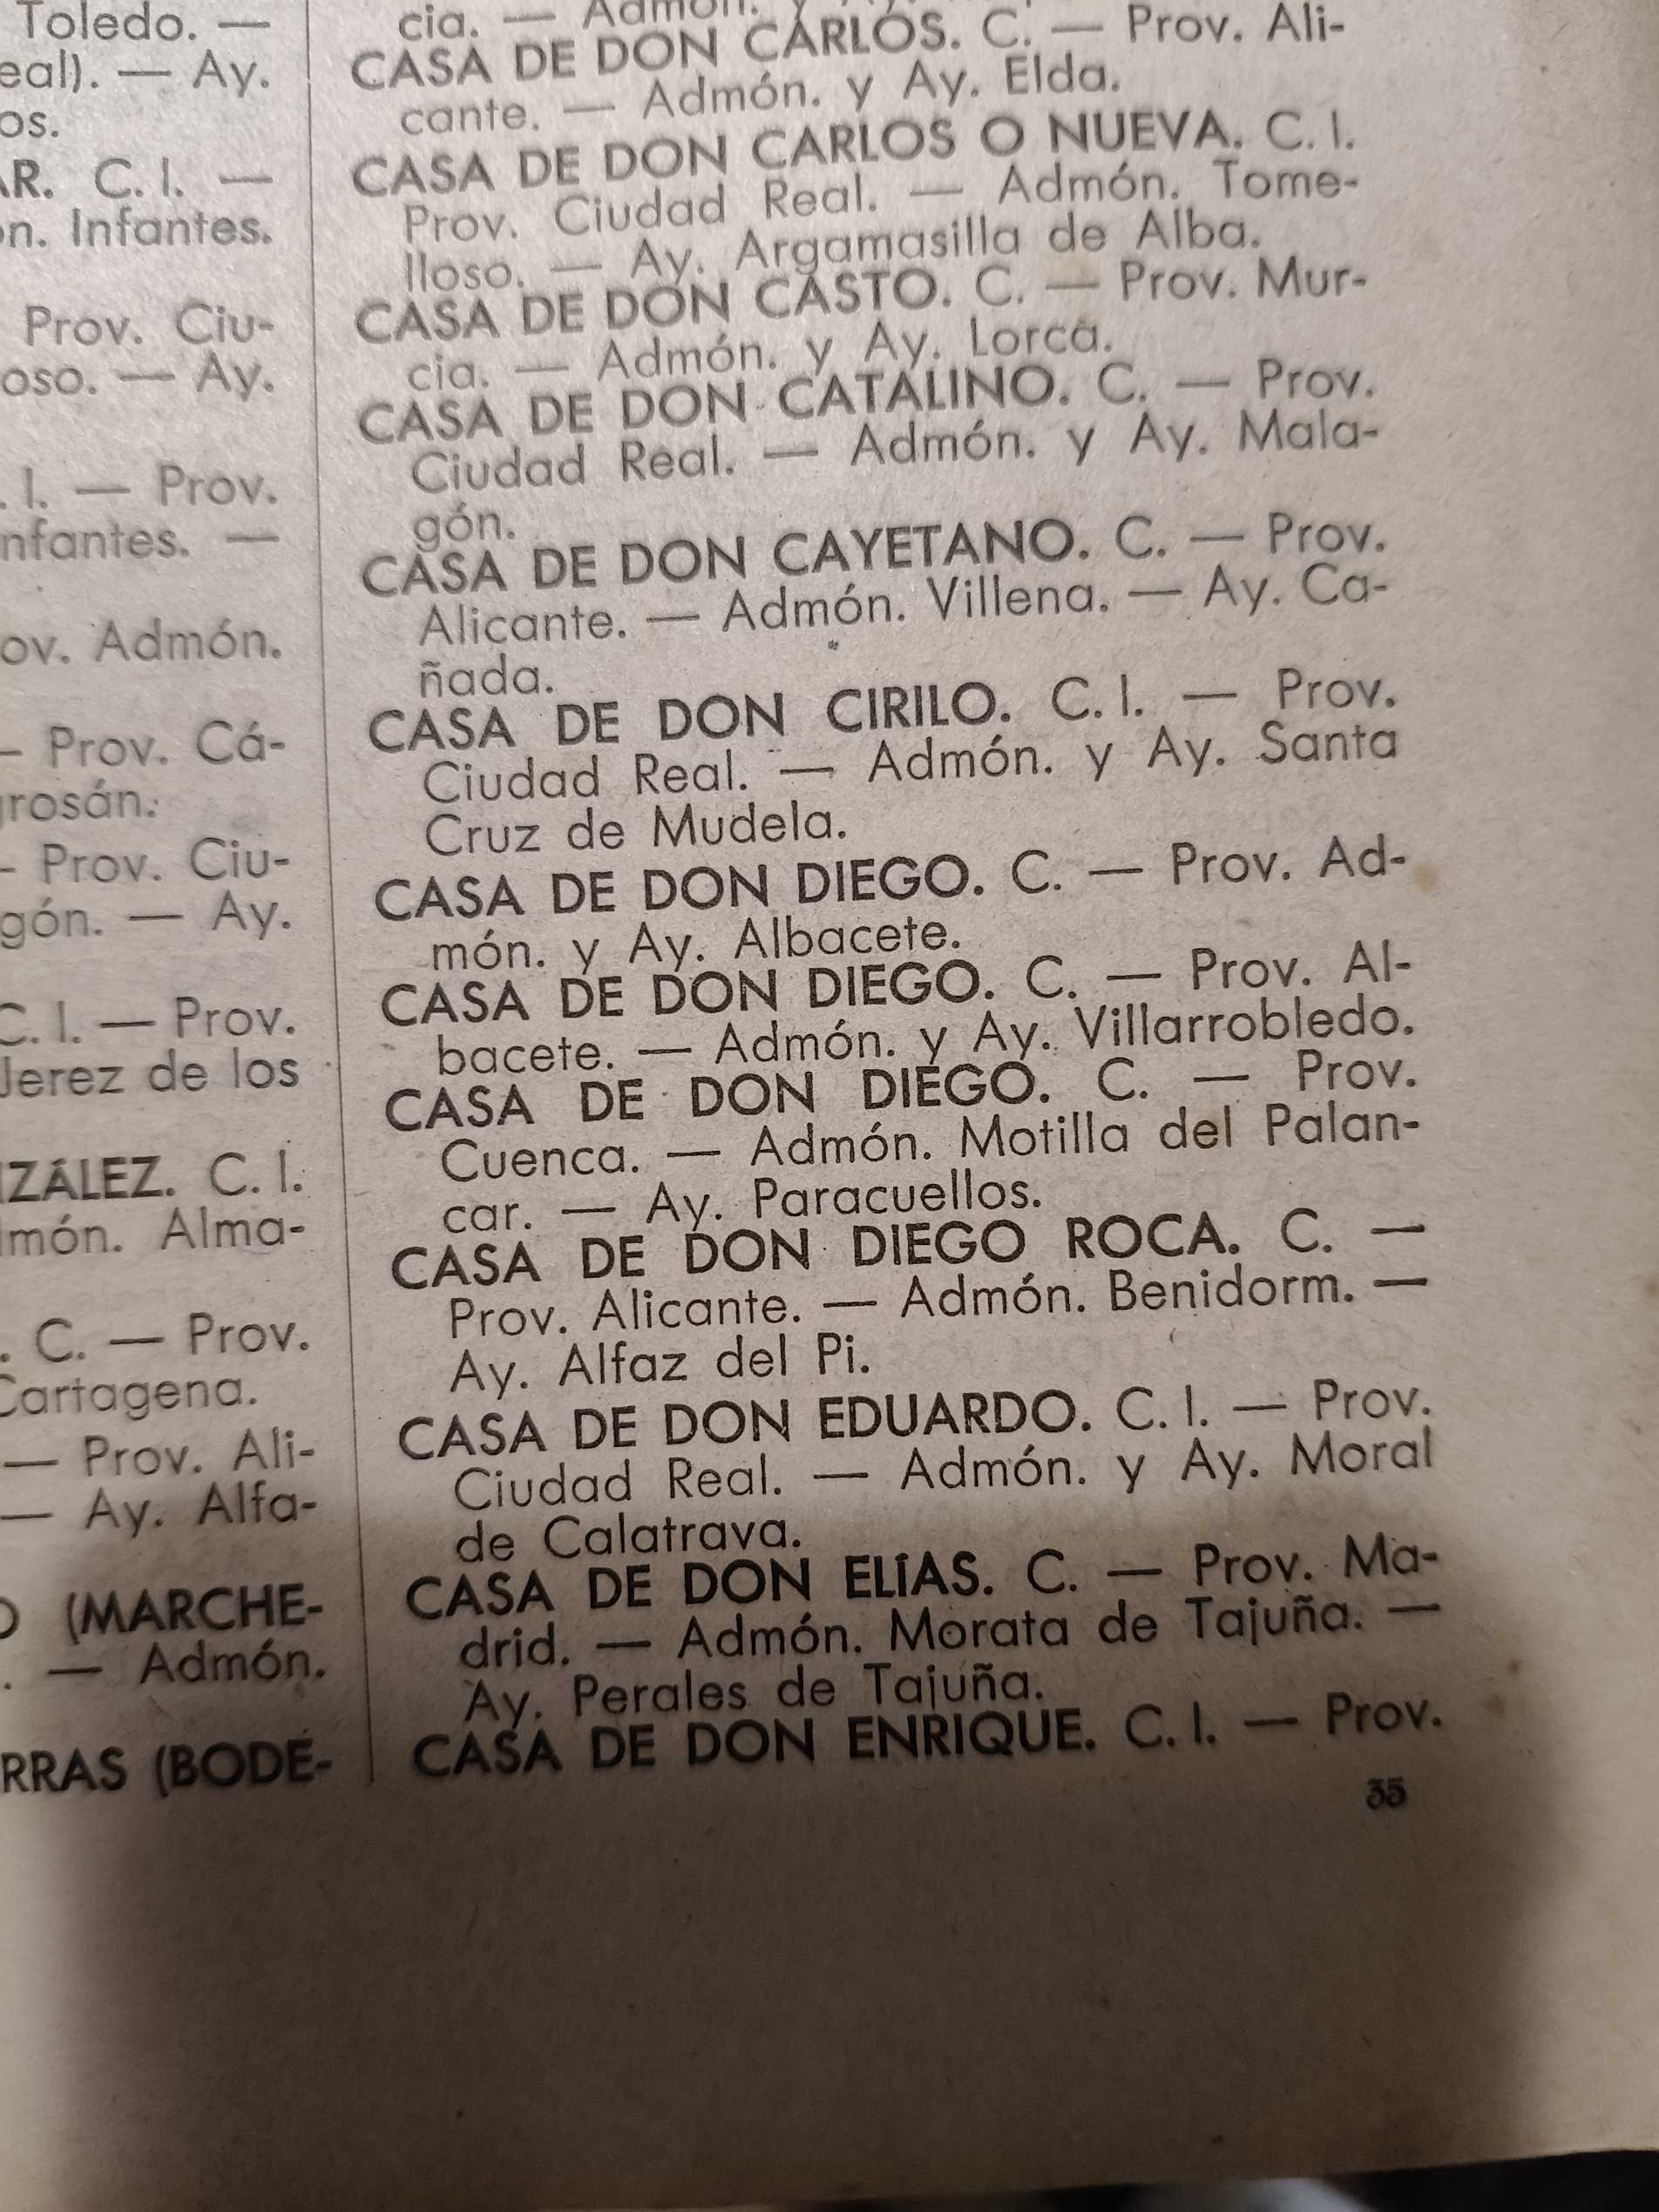 Toledo. —
eal). — Ay.
os.
AR. C. I. —
ón. Infantes.
Prov. Ciu-
oso. — Ay.
. I. — Prov.
nfantes. —
ov. Admón.
— Prov. Cá-
grosán.
— Prov. Ciu-
gón. — Ay.
C. I. — Prov.
Jerez de los
NZÁLEZ. C. I.
dmón. Alma-
. C. — Prov.
Cartagena.
— Prov. Ali-
— Ay. Alfa-
O (MARCHE-
. — Admón.
RRAS (BODE-
cia. — Admón. y
CASA DE DON CARLOS. C. — Prov. Ali-
cante. — Admón. y Ay. Elda.
CASA DE DON CARLOS O NUEVA. C. I.
Prov. Ciudad Real. — Admón. Tome-
lloso. — Ay. Argamasilla de Alba.
CASA DE DON CASTO. C. — Prov. Mur-
cia. — Admón. y Ay. Lorca.
CASA DE DON CATALINO. C. — Prov.
Ciudad Real. — Admón. y Ay. Mala-
gón.
CASA DE DON CAYETANO. C. — Prov.
Alicante. — Admón. Villena. — Ay. Ca-
ñada.
CASA DE DON CIRILO. C. I. — Prov.
Ciudad Real. — Admón. y Ay. Santa
Cruz de Mudela.
CASA DE DON DIEGO. C. — Prov. Ad-
món. y Ay. Albacete.
CASA DE DON DIEGO. C. — Prov. Al-
bacete. — Admón. y Ay. Villarrobledo.
CASA DE DON DIEGO. C. — Prov.
Cuenca. — Admón. Motilla del Palan-
car. — Ay. Paracuellos.
CASA DE DON DIEGO ROCA. C. —
Prov. Alicante. — Admón. Benidorm. —
Ay. Alfaz del Pi.
CASA DE DON EDUARDO. C. I. — Prov.
Ciudad Real. — Admón. y Ay. Moral
de Calatrava.
CASA DE DON ELÍAS. C. — Prov. Ma-
drid. — Admón. Morata de Tajuña. —
Ay. Perales de Tajuña.
CASA DE DON ENRIQUE. C. I. — Prov.
35